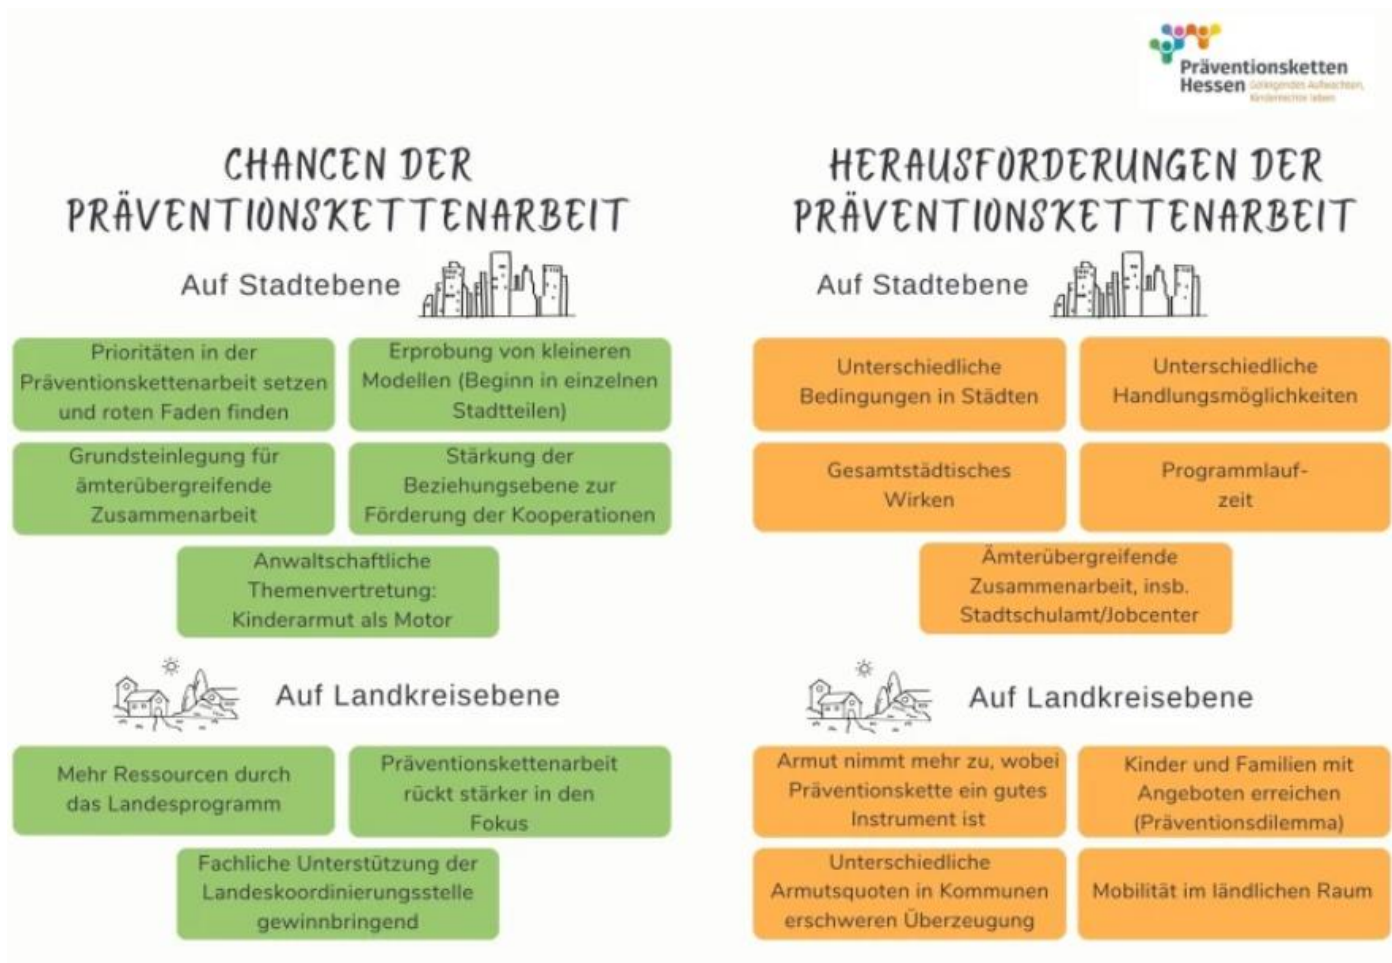 Präventionsketten
Hessen Gelingendes Aufwachsen,
Kinderrechte leben
CHANCEN DER
PRÄVENTIONSKETTENARBEIT
Auf Stadtebene
Prioritäten in der
Präventionskettenarbeit setzen
und roten Faden finden
Erprobung von kleineren
Modellen (Beginn in einzelnen
Stadtteilen)
Grundsteinlegung für
ämterübergreifende
Zusammenarbeit
Stärkung der
Beziehungsebene zur
Förderung der Kooperationen
Anwaltschaftliche
Themenvertretung:
Kinderarmut als Motor
Auf Landkreisebene
Mehr Ressourcen durch
das Landesprogramm
Präventionskettenarbeit
rückt stärker in den
Fokus
Fachliche Unterstützung der
Landeskoordinierungsstelle
gewinnbringend
HERAUSFORDERUNGEN DER
PRÄVENTIONSKETTENARBEIT
Auf Stadtebene
Unterschiedliche
Bedingungen in Städten
Unterschiedliche
Handlungsmöglichkeiten
Gesamtstädtisches
Wirken
Programmlauf-
zeit
Ämterübergreifende
Zusammenarbeit, insb.
Stadtschulamt/Jobcenter
Auf Landkreisebene
Armut nimmt mehr zu, wobei
Präventionskette ein gutes
Instrument ist
Kinder und Familien mit
Angeboten erreichen
(Präventionsdilemma)
Unterschiedliche
Armutsquoten in Kommunen
erschweren Überzeugung
Mobilität im ländlichen Raum